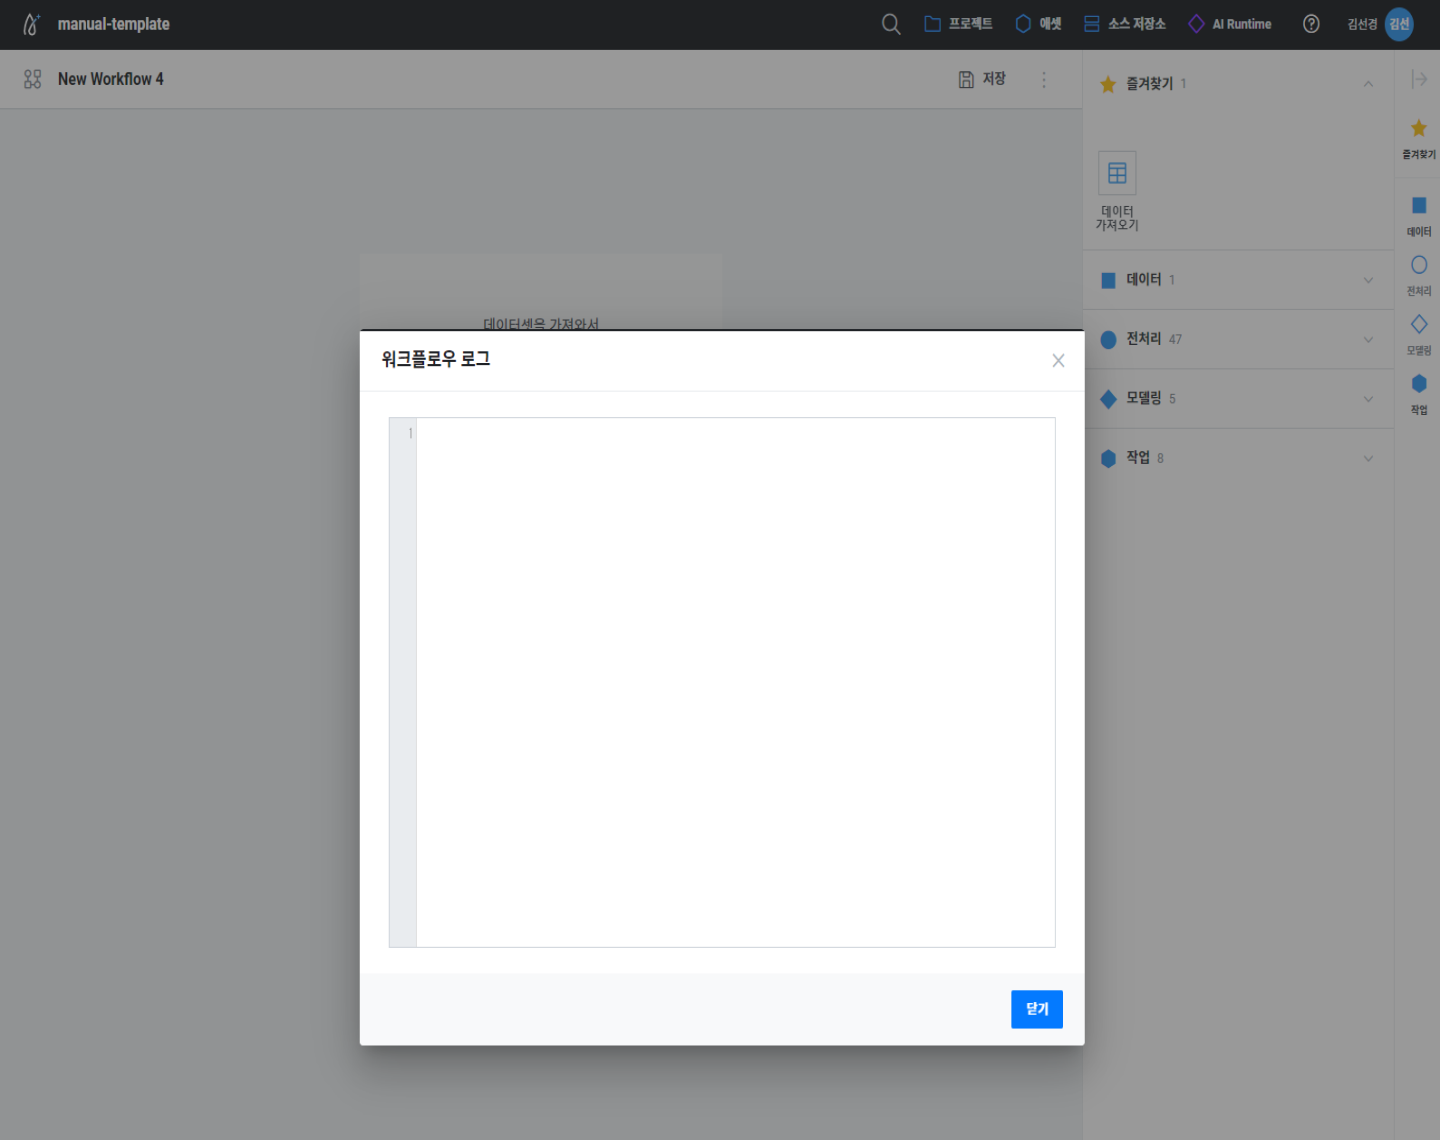 manual-template
프로젝트
애셋
소스 저장소
AI Runtime
김선경
김선
New Workflow 4
저장
즐겨찾기 1
데이터
가져오기
데이터 1
전처리 47
모델링 5
작업 8
즐겨찾기
데이터
전처리
모델링
작업
데이터셋을 가져와서
워크플로우 로그
1
닫기